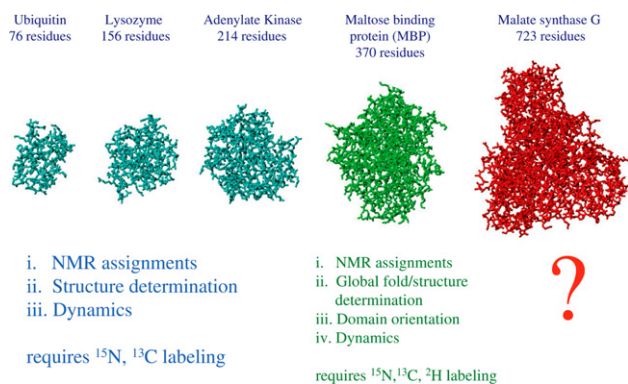 Ubiquitin
76 residues
Lysozyme
156 residues
Adenylate Kinase
214 residues
Maltose binding
protein (MBP)
370 residues
Malate synthase G
723 residues
i. NMR assignments
ii. Structure determination
iii. Dynamics
requires ¹⁵N, ¹³C labeling
i. NMR assignments
ii. Global fold/structure
determination
iii. Domain orientation
iv. Dynamics
requires ¹⁵N,¹³C, ²H labeling
?